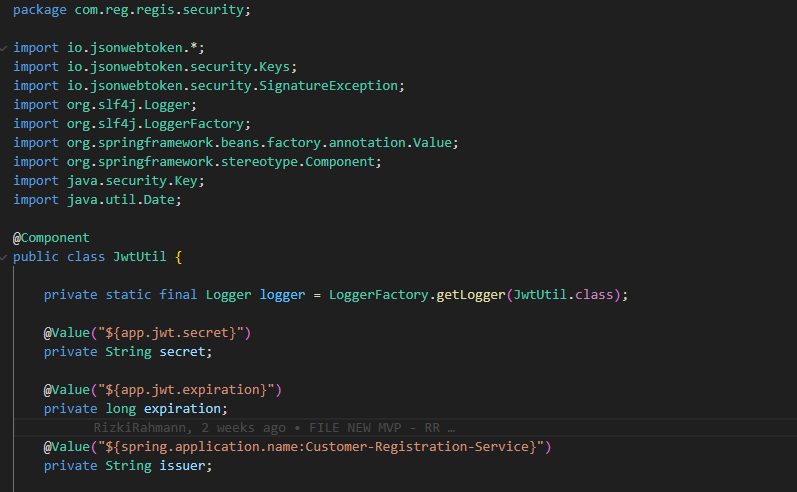 package com.reg.regis.security;
import io.jsonwebtoken.*;
import io.jsonwebtoken.security.Keys;
import io.jsonwebtoken.security.SignatureException;
import org.slf4j.Logger;
import org.slf4j.LoggerFactory;
import org.springframework.beans.factory.annotation.Value;
import org.springframework.stereotype.Component;
import java.security.Key;
import java.util.Date;
@Component
public class JwtUtil {
private static final Logger logger = LoggerFactory.getLogger(JwtUtil.class);
@Value("${app.jwt.secret}")
private String secret;
@Value("${app.jwt.expiration}")
private long expiration;
RizkiRahmann, 2 weeks ago • FILE NEW MVP - RR …
@Value("${spring.application.name:Customer-Registration-Service}")
private String issuer;